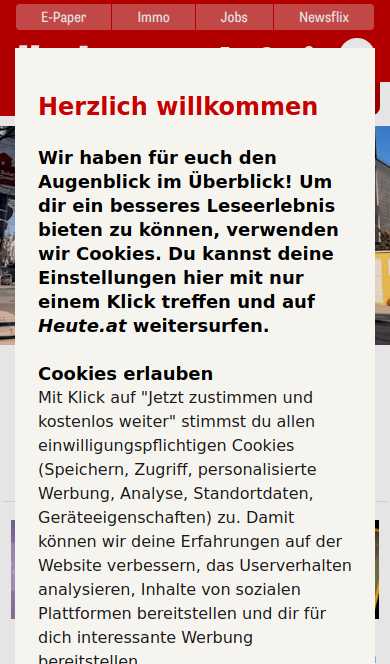 E-Paper Immo Jobs Newsflix
Herzlich willkommen
Wir haben für euch den
Augenblick im Überblick! Um
dir ein besseres Leseerlebnis
bieten zu können, verwenden
wir Cookies. Du kannst deine
Einstellungen hier mit nur
einem Klick treffen und auf
Heute.at weitersurfen.
Cookies erlauben
Mit Klick auf "Jetzt zustimmen und
kostenlos weiter" stimmst du allen
einwilligungspflichtigen Cookies
(Speichern, Zugriff, personalisierte
Werbung, Analyse, Standortdaten,
Geräteeigenschaften) zu. Damit
können wir deine Erfahrungen auf der
Website verbessern, das Userverhalten
analysieren, Inhalte von sozialen
Plattformen bereitstellen und dir für
dich interessante Werbung
bereitstellen